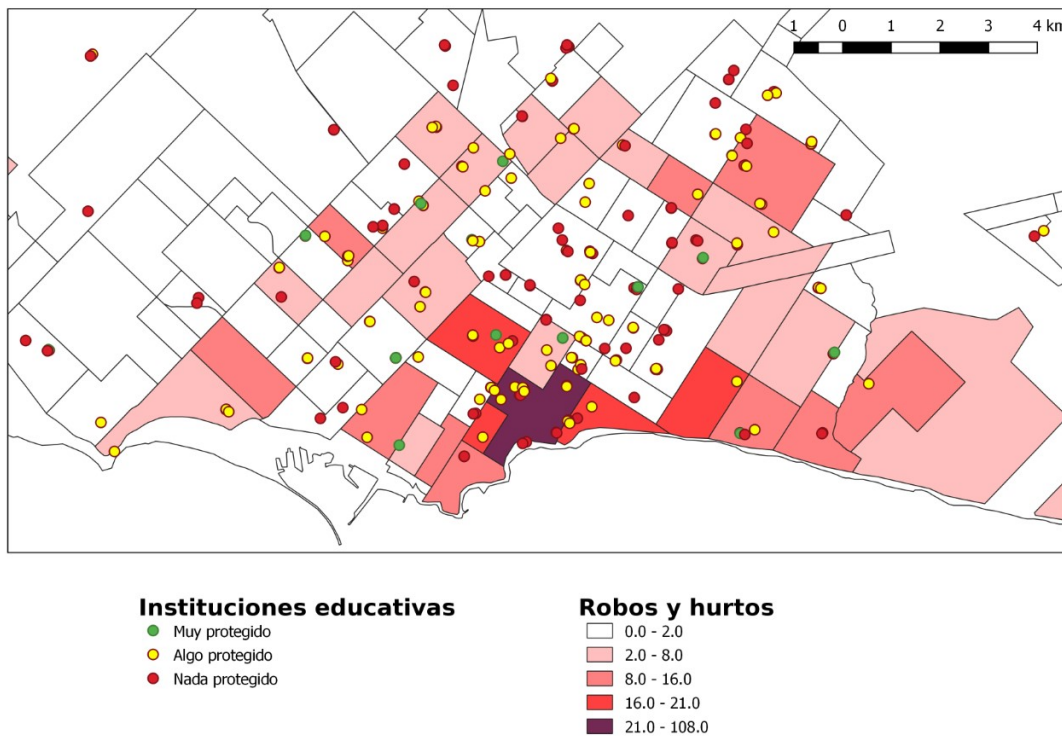 1 0 1 2 3 4 km
Instituciones educativas
Muy protegido
Algo protegido
Nada protegido
Robos y hurtos
0.0 - 2.0
2.0 - 8.0
8.0 - 16.0
16.0 - 21.0
21.0 - 108.0